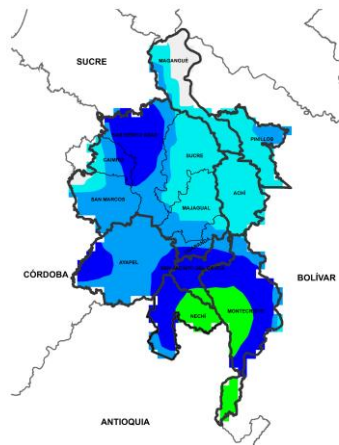 MAGANGUÉ
SUCRE
PINILLOS
CAIMITO
SUCRE
ACHÍ
SAN MARCOS
MAJAGUAL
AYAPEL
CÓRDOBA
BOLÍVAR
NECHÍ
MONTECRISTO
ANTIOQUIA